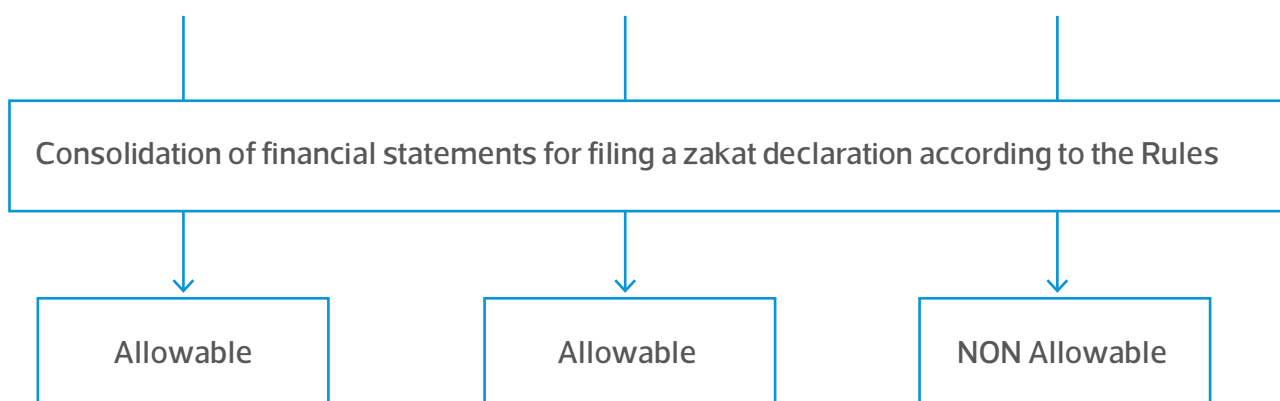 Consolidation of financial statements for filing a zakat declaration according to the Rules
Allowable
Allowable
NON Allowable